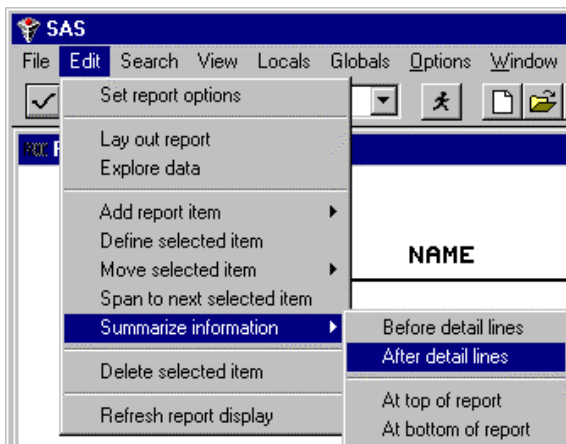 SAS
File Edit Search View Locals Globals Options Window
Set report options
Lay out report
Explore data
Add report item
Define selected item
NAME
Move selected item
Span to next selected item
Summarize information
Before detail lines
After detail lines
Delete selected item
At top of report
Refresh report display
At bottom of report